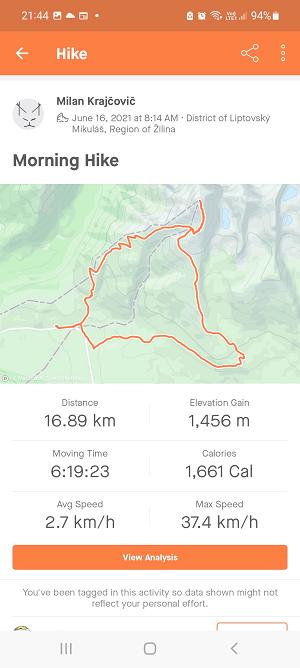 21:44
94%
Hike
Milan Krajčovič
June 16, 2021 at 8:14 AM · District of Liptovský
Mikuláš, Region of Žilina
Morning Hike
Distance
Elevation Gain
16.89 km
1,456 m
Moving Time
Calories
6:19:23
1,661 Cal
Avg Speed
Max Speed
2.7 km/h
37.4 km/h
View Analysis
You've been tagged in this activity so data shown might not
reflect your personal effort.